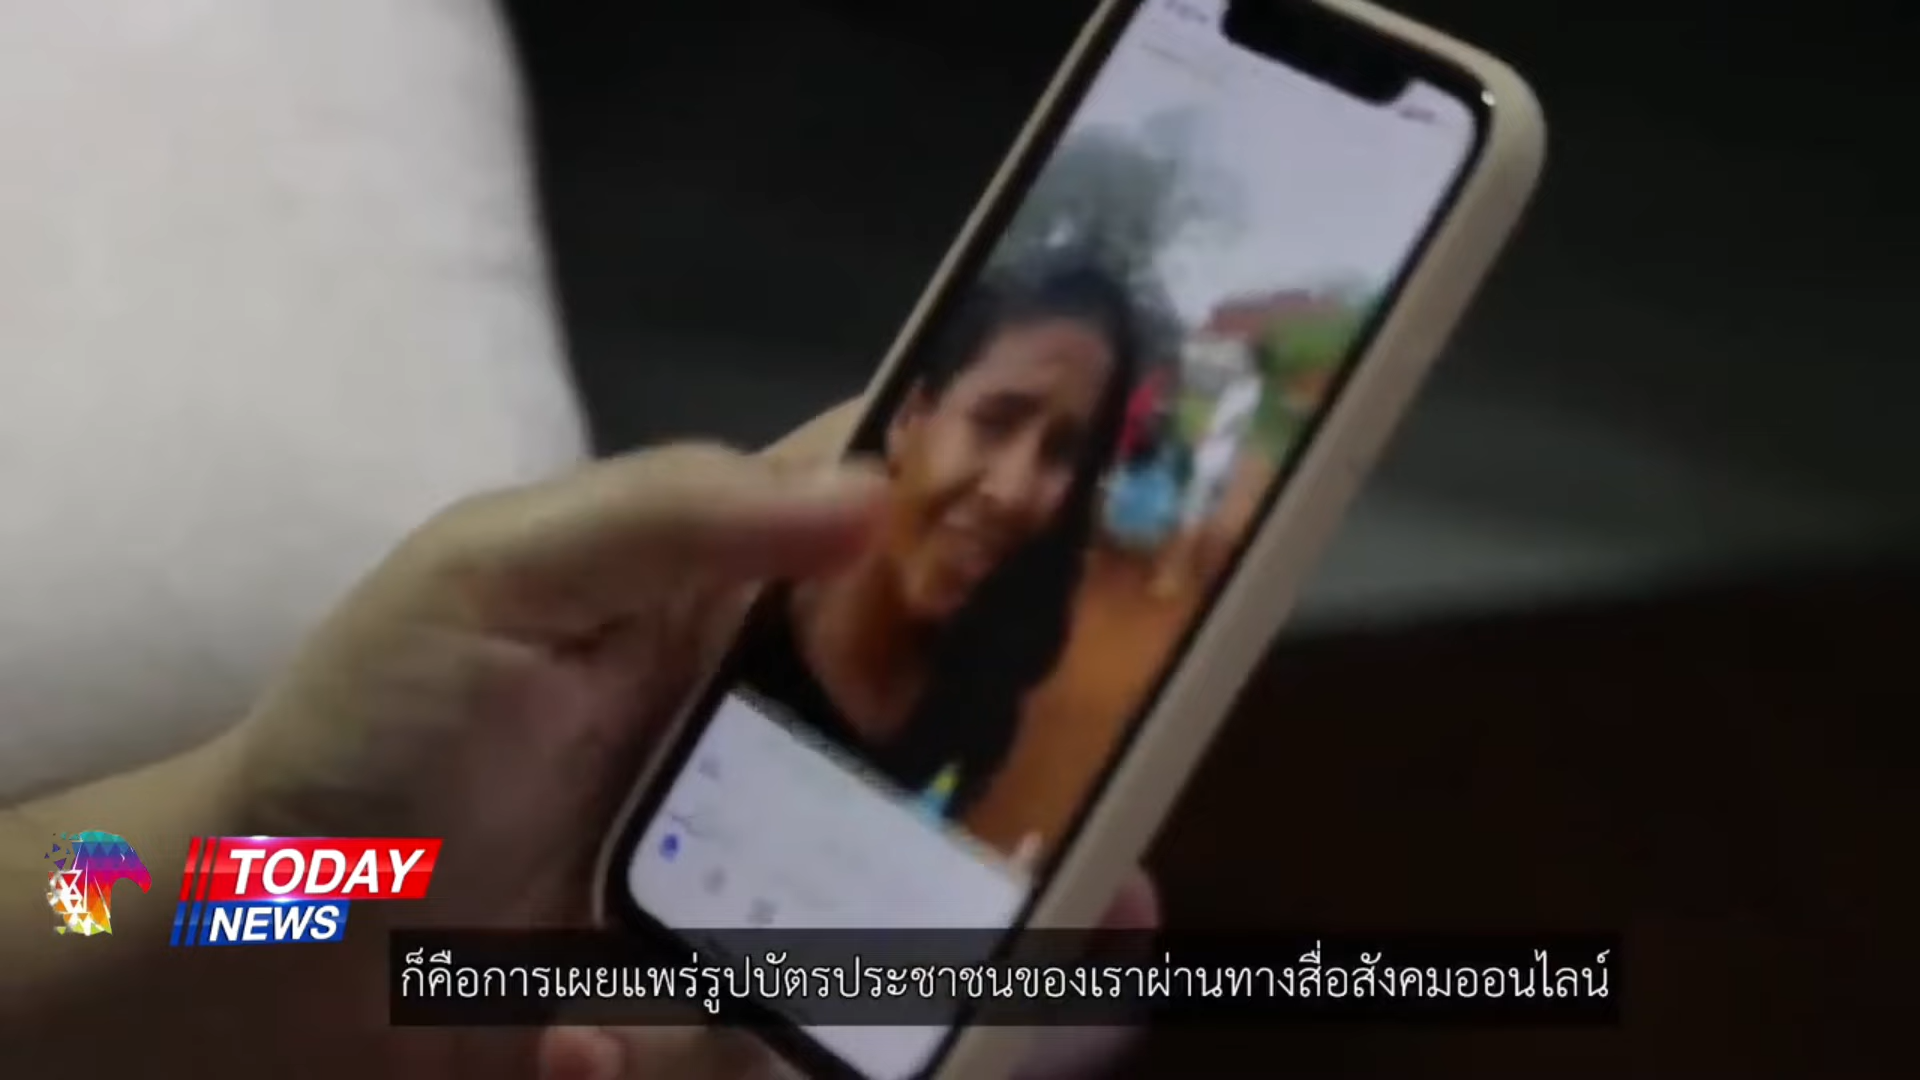 TODAY
NEWS
ก็คือการเผยแพร่รูปบัตรประชาชนของเราผ่านทางสื่อสังคมออนไลน์